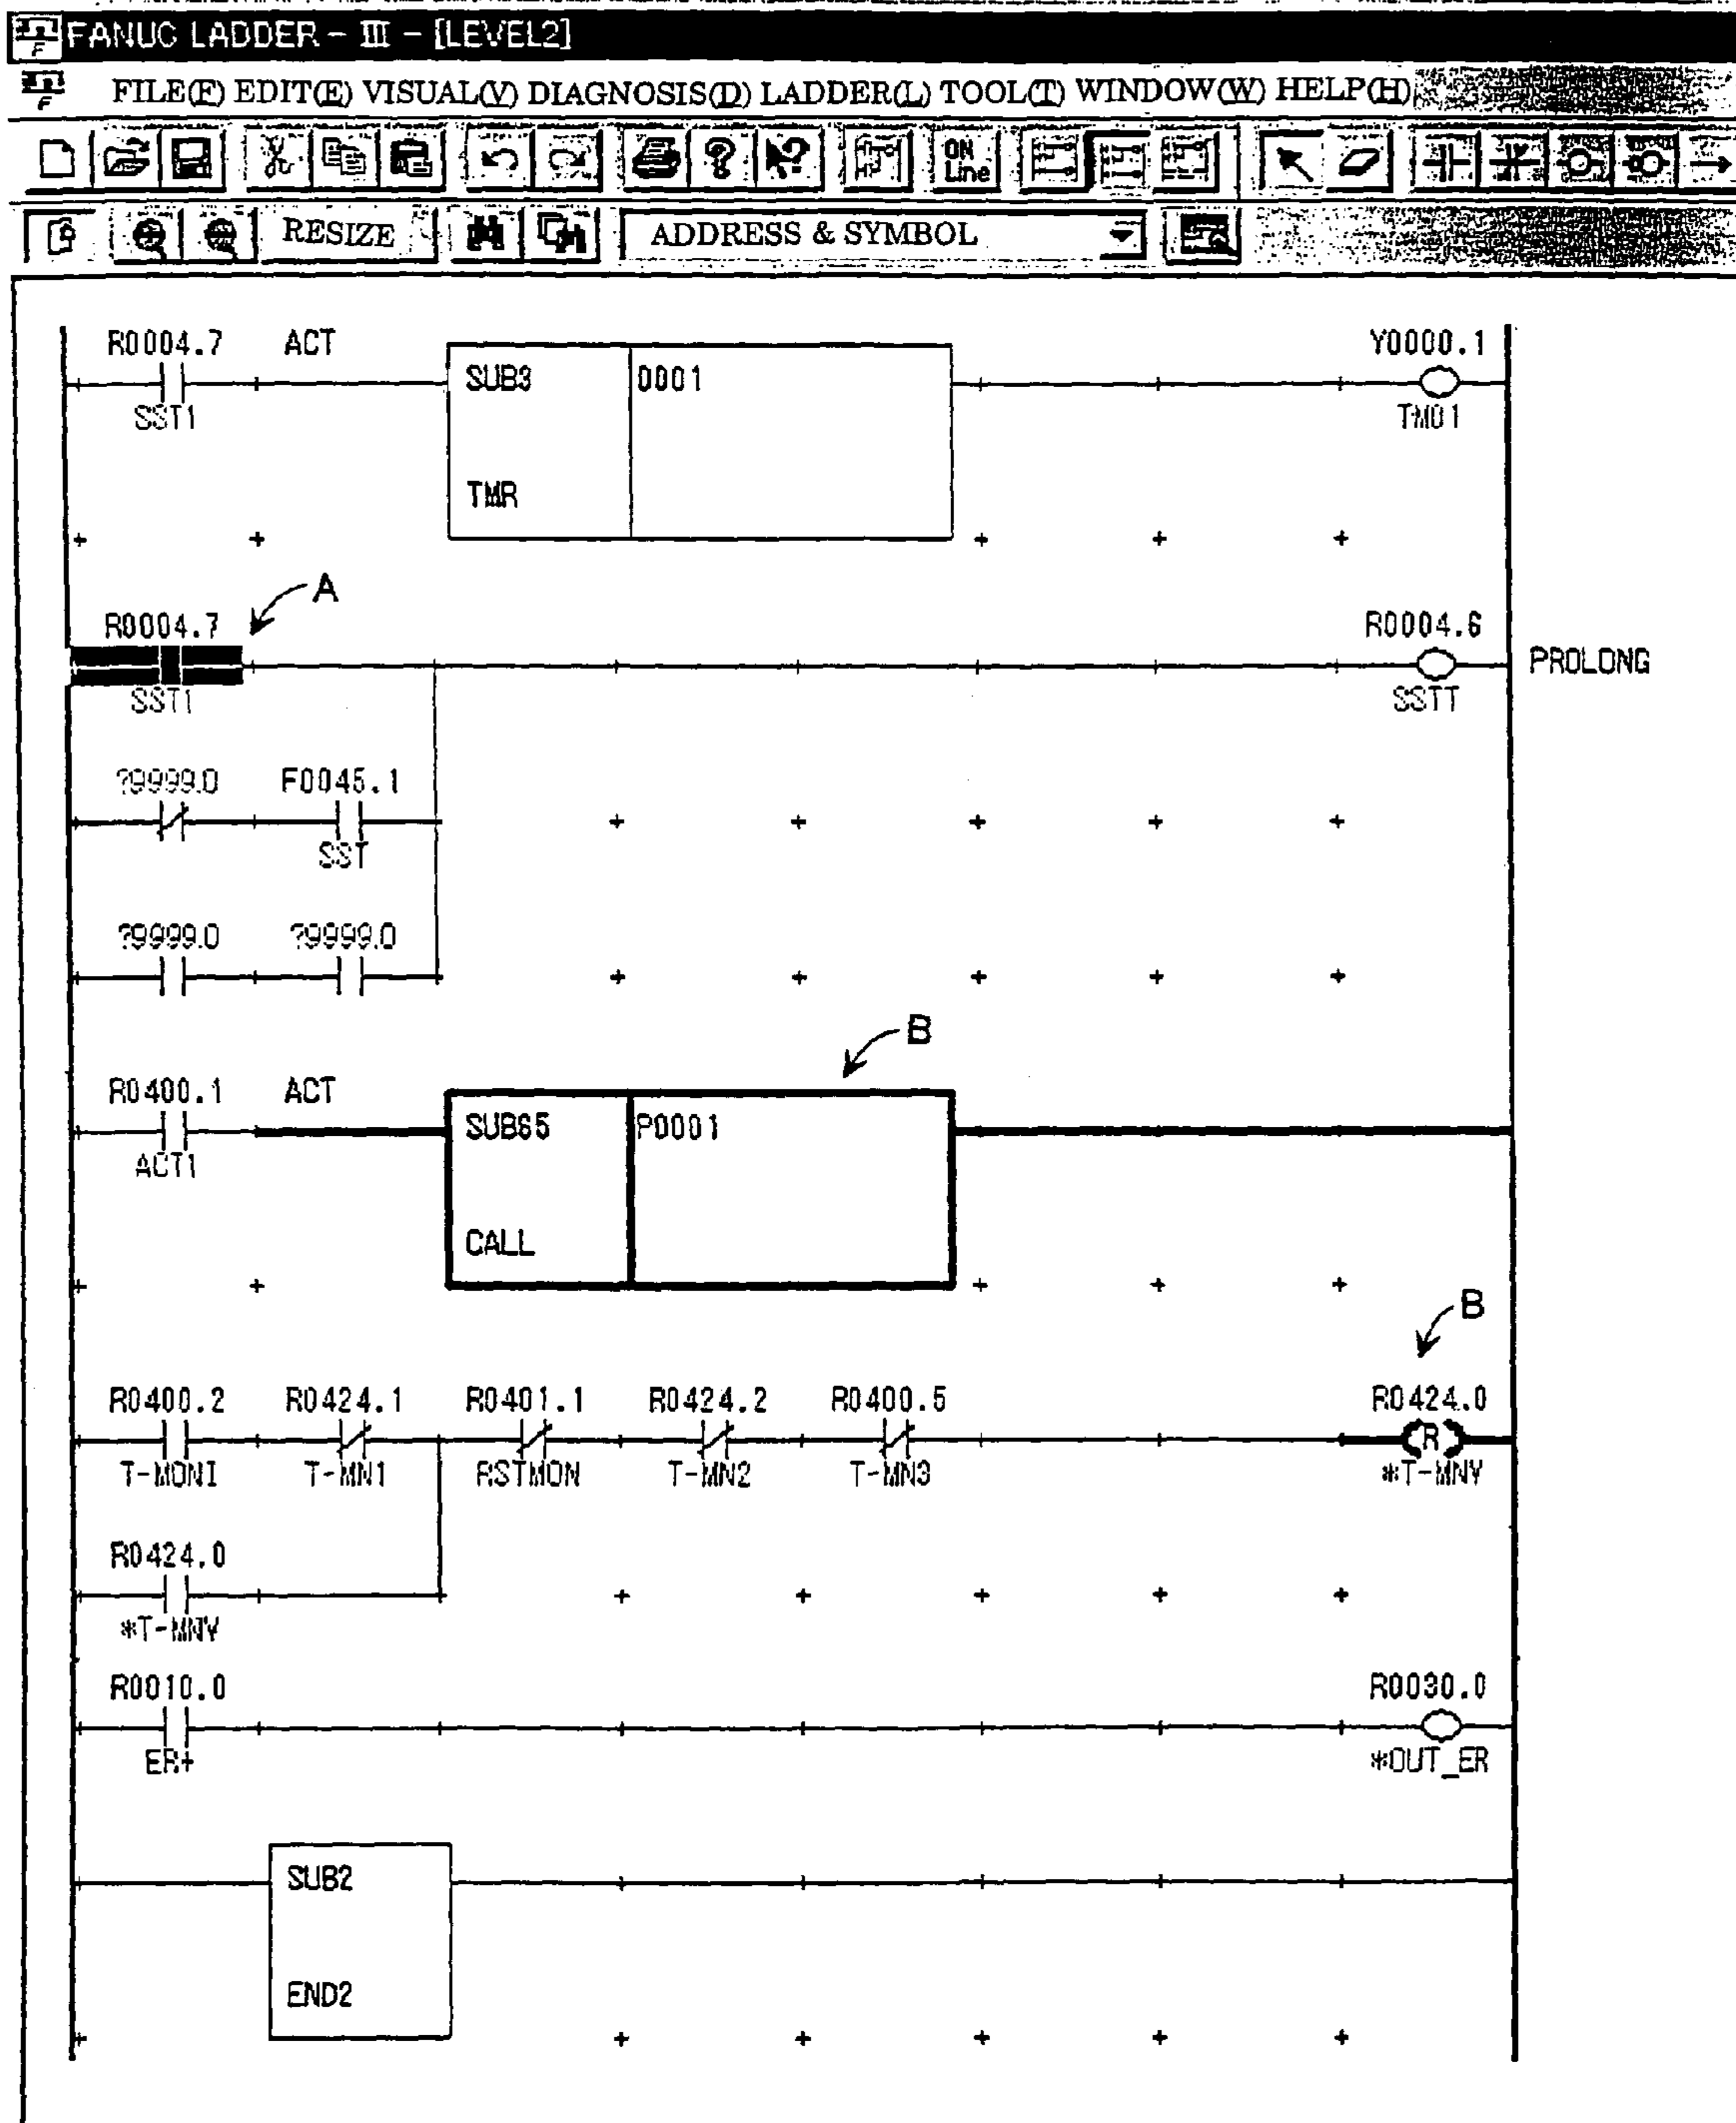 FANUC LADDER - III - [LEVEL2]
FILE(F) EDIT(E) VISUAL(V) DIAGNOSIS(D) LADDER(L) TOOL(T) WINDOW(W) HELP(H)
ON
Line
RESIZE
ADDRESS & SYMBOL
R0004.7 ACT Y0000.1
SUB3 0001
SST1 TM01
TMR
A
R0004.7 R0004.6
PROLONG
SST1 SSTT
?9999.0 F0045.1
SST
?9999.0 ?9999.0
B
R0400.1 ACT
SUB65 P0001
ACT1
CALL
B
R0400.2 R0424.1 R0401.1 R0424.2 R0400.5 R0424.0
R
T-MONI T-MN1 RSTMON T-MN2 T-MN3 *T-MNV
R0424.0
*T-MNV
R0010.0 R0030.0
ER+ *OUT_ER
SUB2
END2